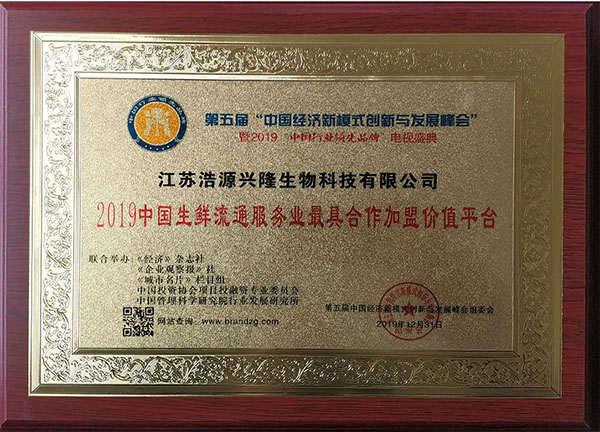 第五届“中国经济新模式创新与发展峰会”
暨2019 中国行业领先品牌 电视盛典
江苏浩源兴隆生物科技有限公司
2019中国生鲜流通服务业最具合作加盟价值平台
联合举办:《经济》杂志社
《企业观察报》社
《城市名片》栏目组
中国投资协会项目投融资专业委员会
中国管理科学研究院行业发展研究所
网站查询:www.brandzg.com
第五届中国经济新模式创新与发展峰会组委会
2019年12月31日